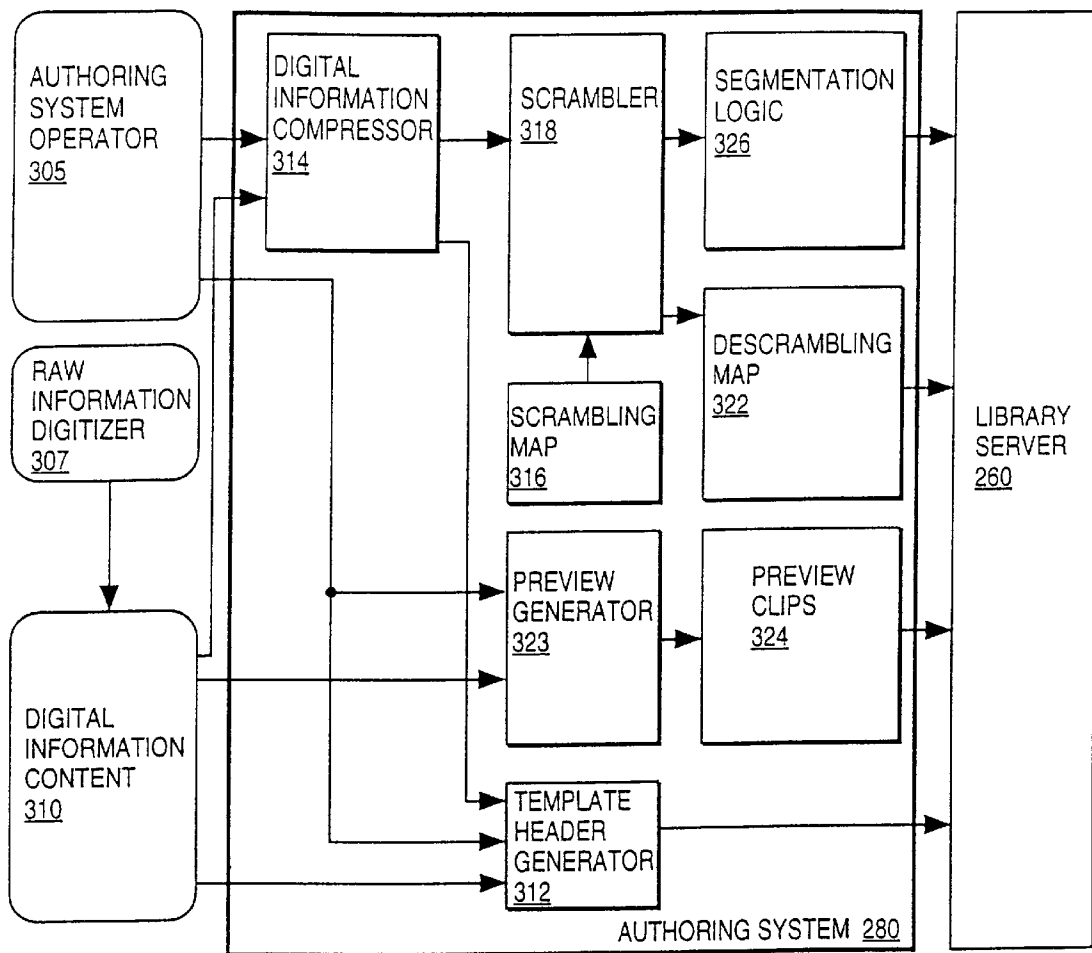 AUTHORING
SYSTEM
OPERATOR
305
DIGITAL
INFORMATION
COMPRESSOR
314
SCRAMBLER
318
SEGMENTATION
LOGIC
326
RAW
INFORMATION
DIGITIZER
307
SCRAMBLING
MAP
316
DESCRAMBLING
MAP
322
LIBRARY
SERVER
260
DIGITAL
INFORMATION
CONTENT
310
PREVIEW
GENERATOR
323
PREVIEW
CLIPS
324
TEMPLATE
HEADER
GENERATOR
312
AUTHORING SYSTEM 280